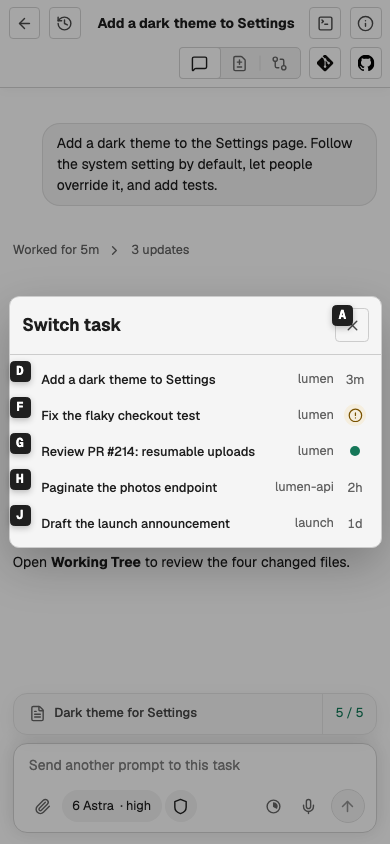 Add a dark theme to Settings
Add a dark theme to the Settings page. Follow
the system setting by default, let people
override it, and add tests.
Worked for 5m > 3 updates
Switch task
A
D Add a dark theme to Settings lumen 3m
F Fix the flaky checkout test lumen
G Review PR #214: resumable uploads lumen
H Paginate the photos endpoint lumen-api 2h
J Draft the launch announcement launch 1d
Open Working Tree to review the four changed files.
Dark theme for Settings 5 / 5
Send another prompt to this task
6 Astra · high